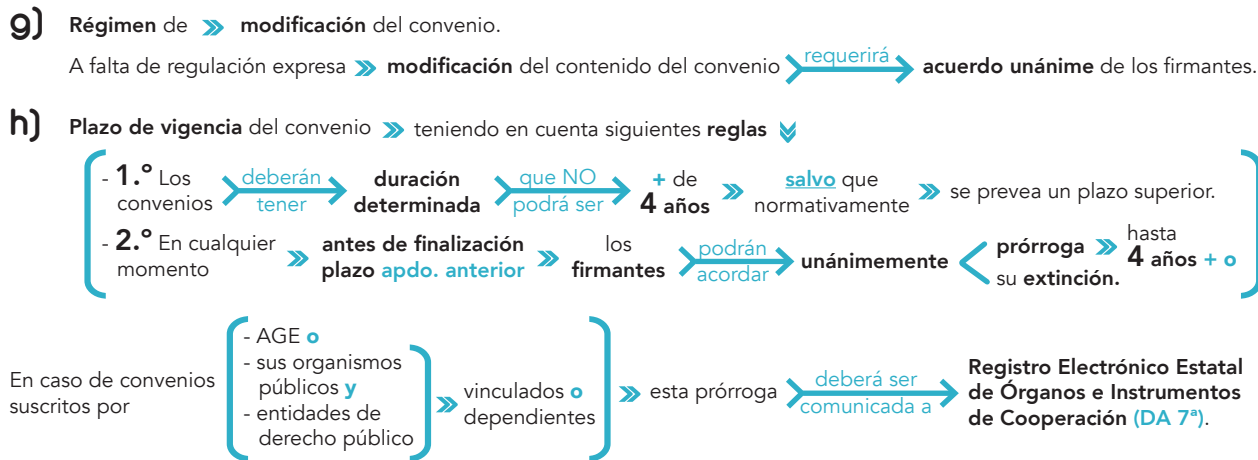 g) Régimen de » modificación del convenio.
A falta de regulación expresa » modificación del contenido del convenio requerirá acuerdo unánime de los firmantes.
h) Plazo de vigencia del convenio » teniendo en cuenta siguientes reglas
- 1.º Los convenios deberán tener duración determinada que NO podrá ser + de 4 años » salvo que normativamente » se prevea un plazo superior.
- 2.º En cualquier momento » antes de finalización plazo apdo. anterior » los firmantes podrán acordar unánimemente prórroga » hasta 4 años + o
su extinción.
En caso de convenios suscritos por
- AGE o
- sus organismos públicos y
- entidades de derecho público
» vinculados o dependientes » esta prórroga deberá ser comunicada a Registro Electrónico Estatal de Órganos e Instrumentos de Cooperación (DA 7ª).